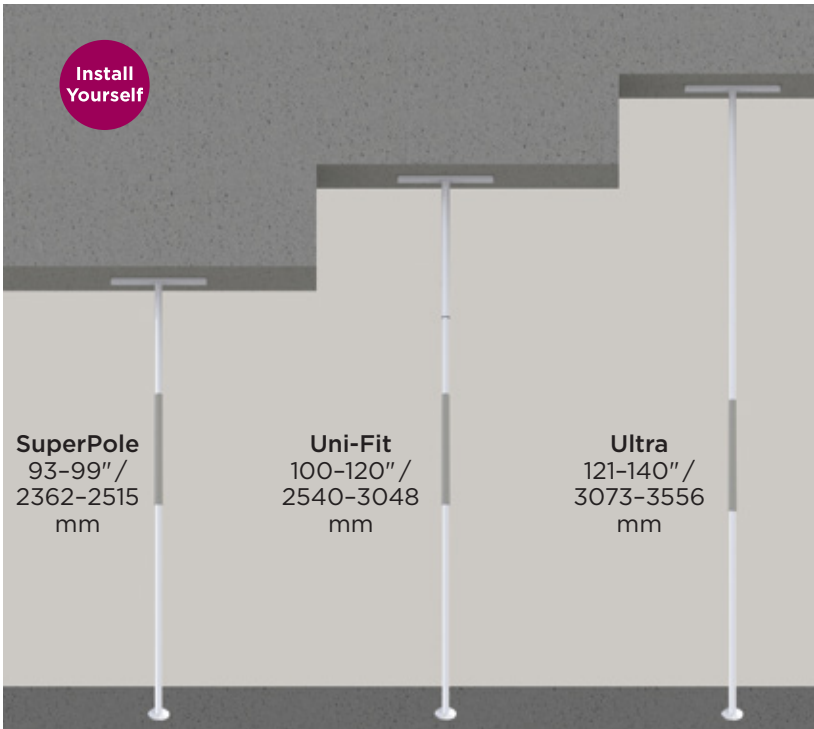 Install
Yourself
SuperPole
93–99"/
2362–2515
mm
Uni-Fit
100–120"/
2540–3048
mm
Ultra
121–140"/
3073–3556
mm